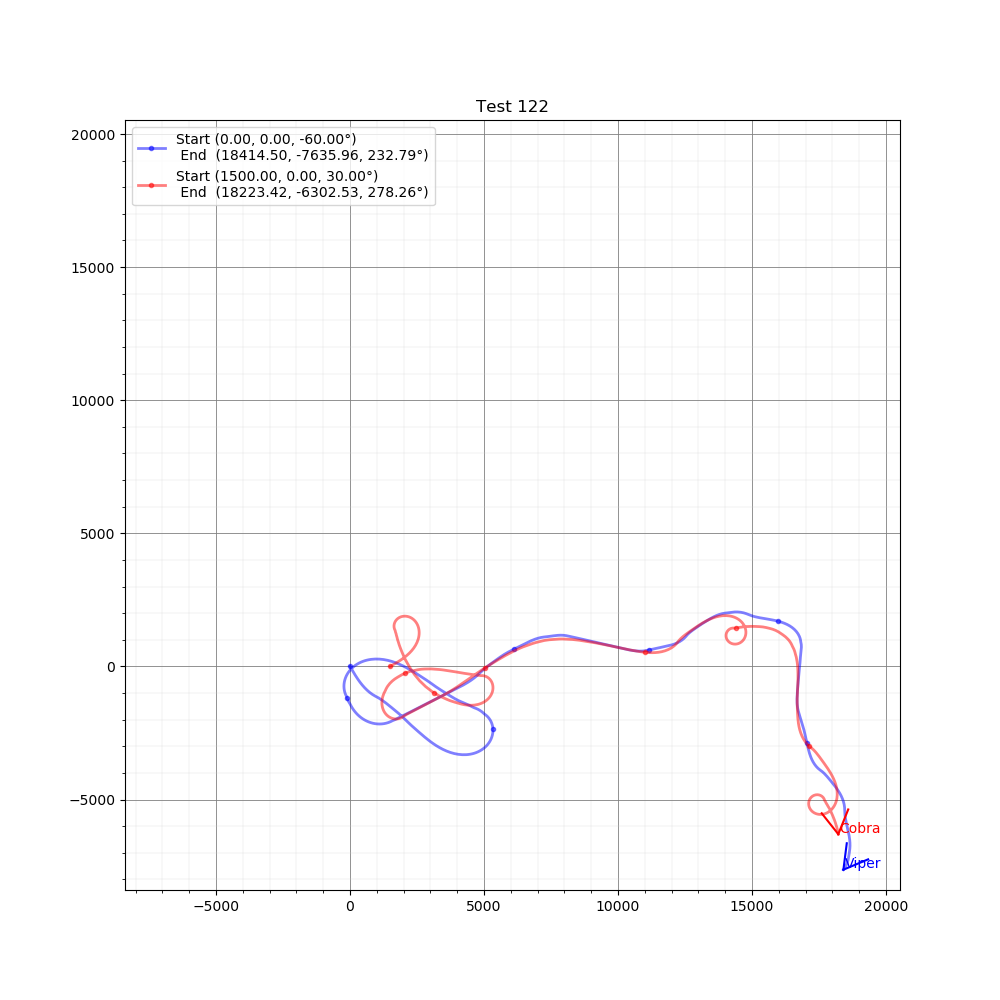 Test 122
Start (0.00, 0.00, -60.00°)
End (18414.50, -7635.96, 232.79°)
Start (1500.00, 0.00, 30.00°)
End (18223.42, -6302.53, 278.26°)
20000
15000
10000
5000
0
−5000
Cobra
Viper
−5000 0 5000 10000 15000 20000